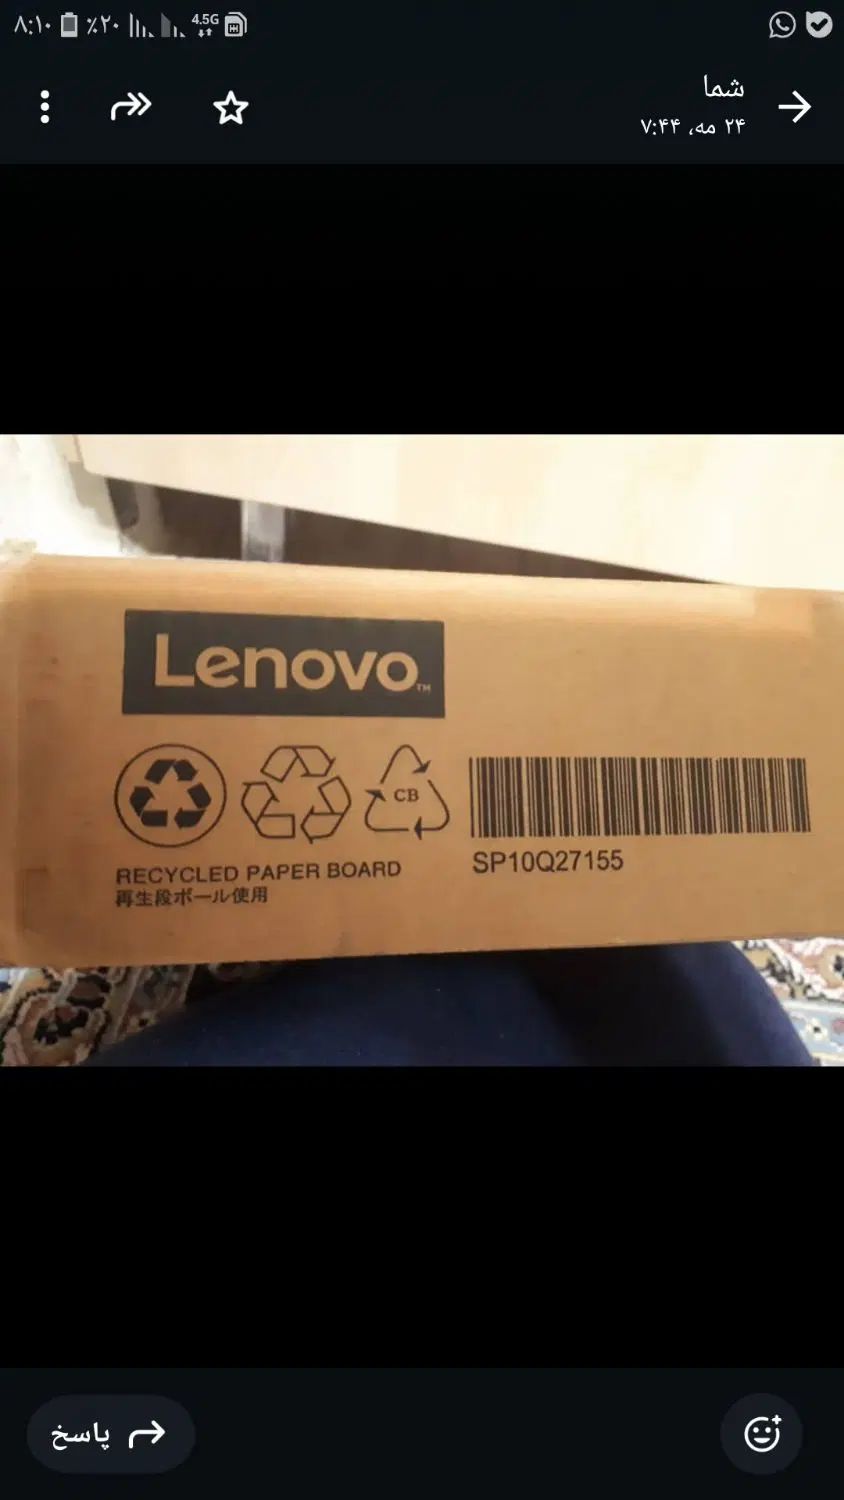 ۸:۱۰ ٪۲۰ 4.5G
شما
۲۴ مه، ۷:۴۴
Lenovo™
CB
RECYCLED PAPER BOARD
再生段ボール使用
SP10Q27155
پاسخ